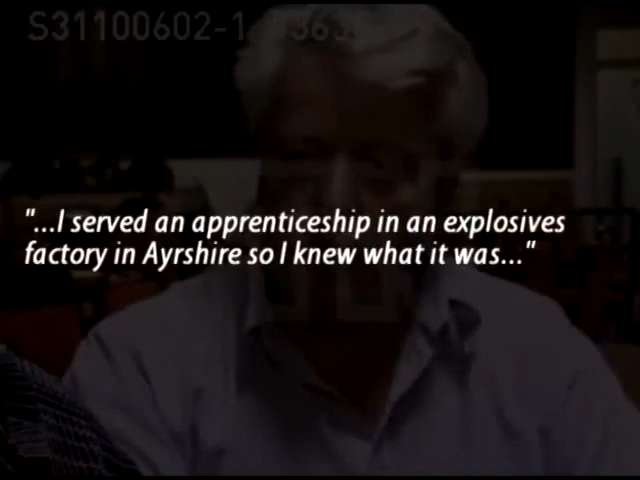 "...I served an apprenticeship in an explosives
factory in Ayrshire so I knew what it was..."